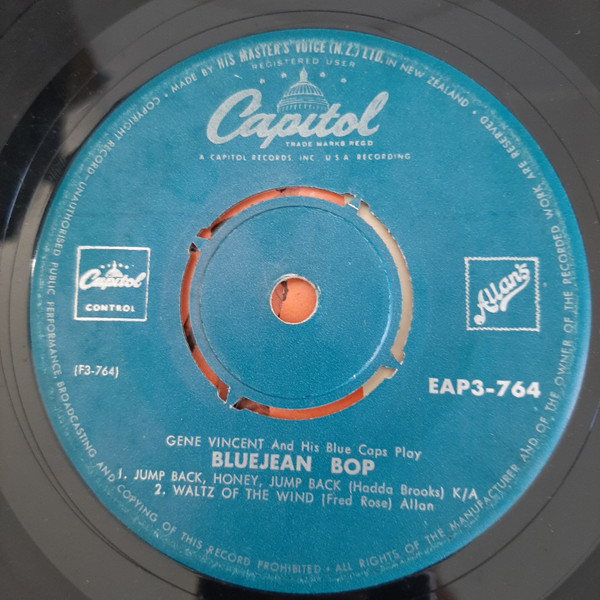 MADE BY HIS MASTER'S VOICE (N.Z.) LTD. IN NEW ZEALAND • COPYRIGHT RECORD. UNAUTHORISED PUBLIC PERFORMANCE, BROADCASTING AND COPYING OF THIS RECORD PROHIBITED • ALL RIGHTS OF THE MANUFACTURER AND OF THE OWNER OF THE RECORDED WORK ARE RESERVED •
REGISTERED USER
Capitol
TRADE MARKS REGD
A CAPITOL RECORDS, INC. U S A RECORDING
Capitol
CONTROL
Allan's
(F3-764)
EAP3-764
GENE VINCENT And His Blue Caps Play
BLUEJEAN BOP
1. JUMP BACK, HONEY, JUMP BACK (Hadda Brooks) K/A
2. WALTZ OF THE WIND (Fred Rose) Allan